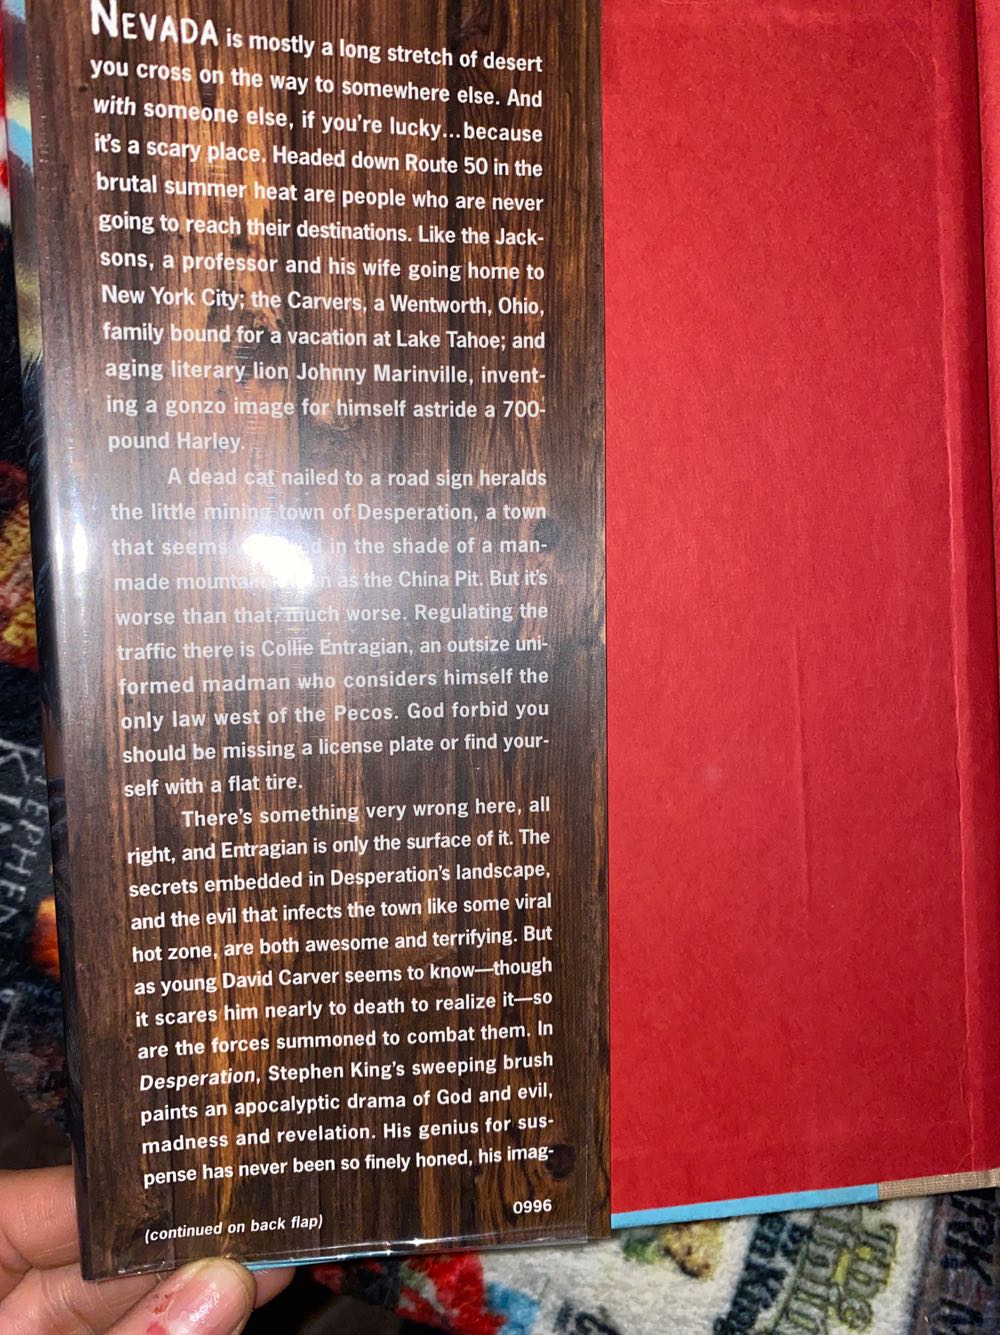 NEVADA is mostly a long stretch of desert
you cross on the way to somewhere else. And
with someone else, if you're lucky...because
it's a scary place. Headed down Route 50 in the
brutal summer heat are people who are never
going to reach their destinations. Like the Jack-
sons, a professor and his wife going home to
New York City; the Carvers, a Wentworth, Ohio,
family bound for a vacation at Lake Tahoe; and
aging literary lion Johnny Marinville, invent-
ing a gonzo image for himself astride a 700-
pound Harley.
A dead cat nailed to a road sign heralds
the little mining town of Desperation, a town
that seems in the shade of a man-
made as the China Pit. But it's
worse than that, much worse. Regulating the
traffic there is Collie Entragian, an outsize uni-
formed madman who considers himself the
only law west of the Pecos. God forbid you
should be missing a license plate or find your-
self with a flat tire.
There's something very wrong here, all
right, and Entragian is only the surface of it. The
secrets embedded in Desperation's landscape,
and the evil that infects the town like some viral
hot zone, are both awesome and terrifying. But
as young David Carver seems to know—though
it scares him nearly to death to realize it—so
are the forces summoned to combat them. In
Desperation, Stephen King's sweeping brush
paints an apocalyptic drama of God and evil,
madness and revelation. His genius for sus-
pense has never been so finely honed, his imag-
0996
(continued on back flap)